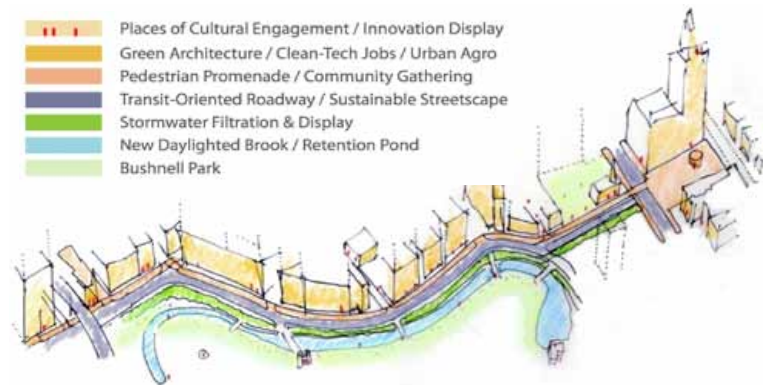 Places of Cultural Engagement / Innovation Display
Green Architecture / Clean-Tech Jobs / Urban Agro
Pedestrian Promenade / Community Gathering
Transit-Oriented Roadway / Sustainable Streetscape
Stormwater Filtration & Display
New Daylighted Brook / Retention Pond
Bushnell Park